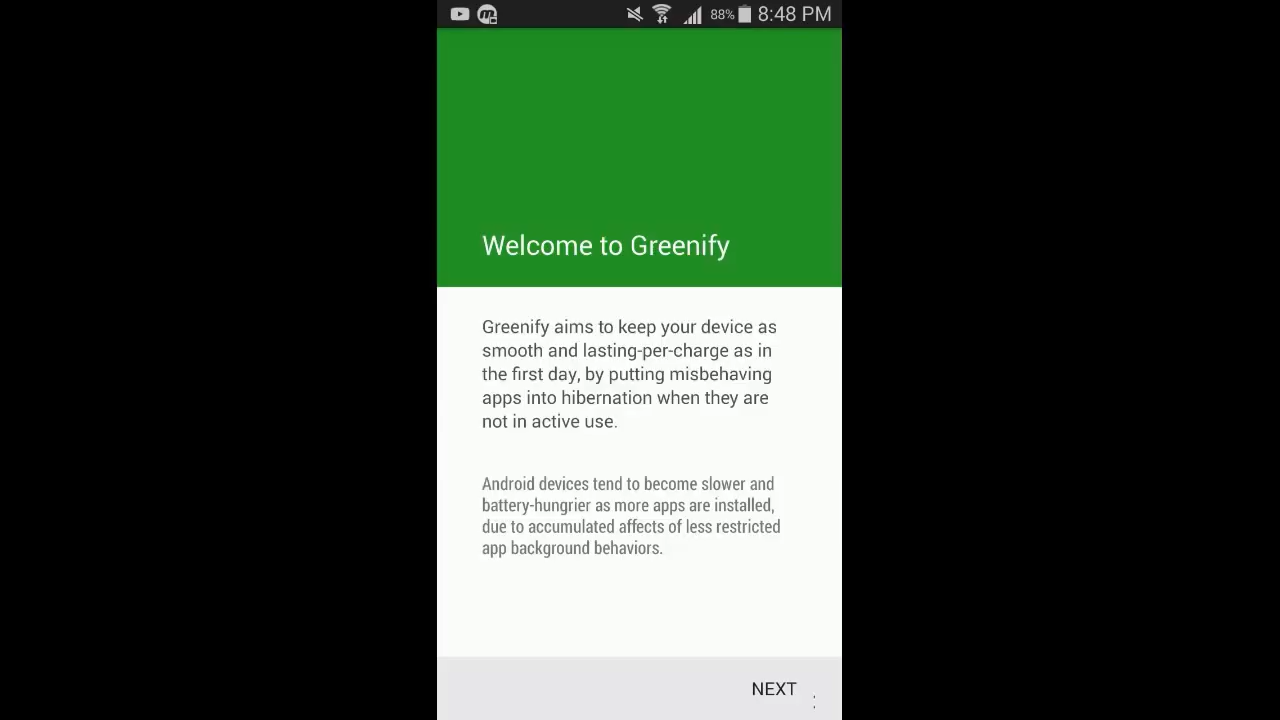 88% 8:48 PM
Welcome to Greenify
Greenify aims to keep your device as
smooth and lasting-per-charge as in
the first day, by putting misbehaving
apps into hibernation when they are
not in active use.
Android devices tend to become slower and
battery-hungrier as more apps are installed,
due to accumulated affects of less restricted
app background behaviors.
NEXT